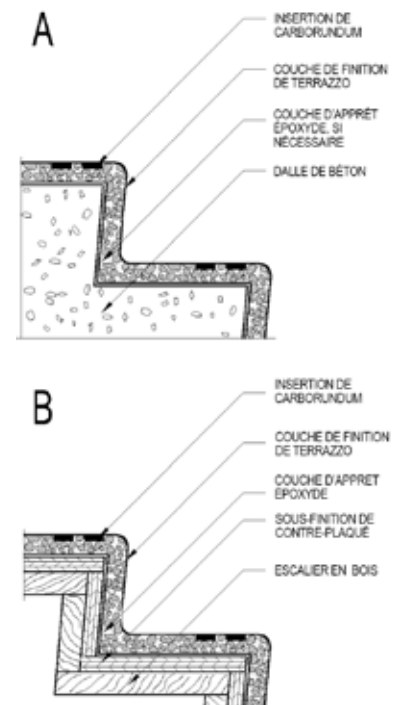 A
INSERTION DE
CARBORUNDUM
COUCHE DE FINITION
DE TERRAZZO
COUCHE D'APPRÊT
ÉPOXYDE, SI
NÉCESSAIRE
DALLE DE BÉTON
B
INSERTION DE
CARBORUNDUM
COUCHE DE FINITION
DE TERRAZZO
COUCHE D'APPRET
ÉPOXYDE
SOUS-FINITION DE
CONTRE-PLAQUÉ
ESCALIER EN BOIS